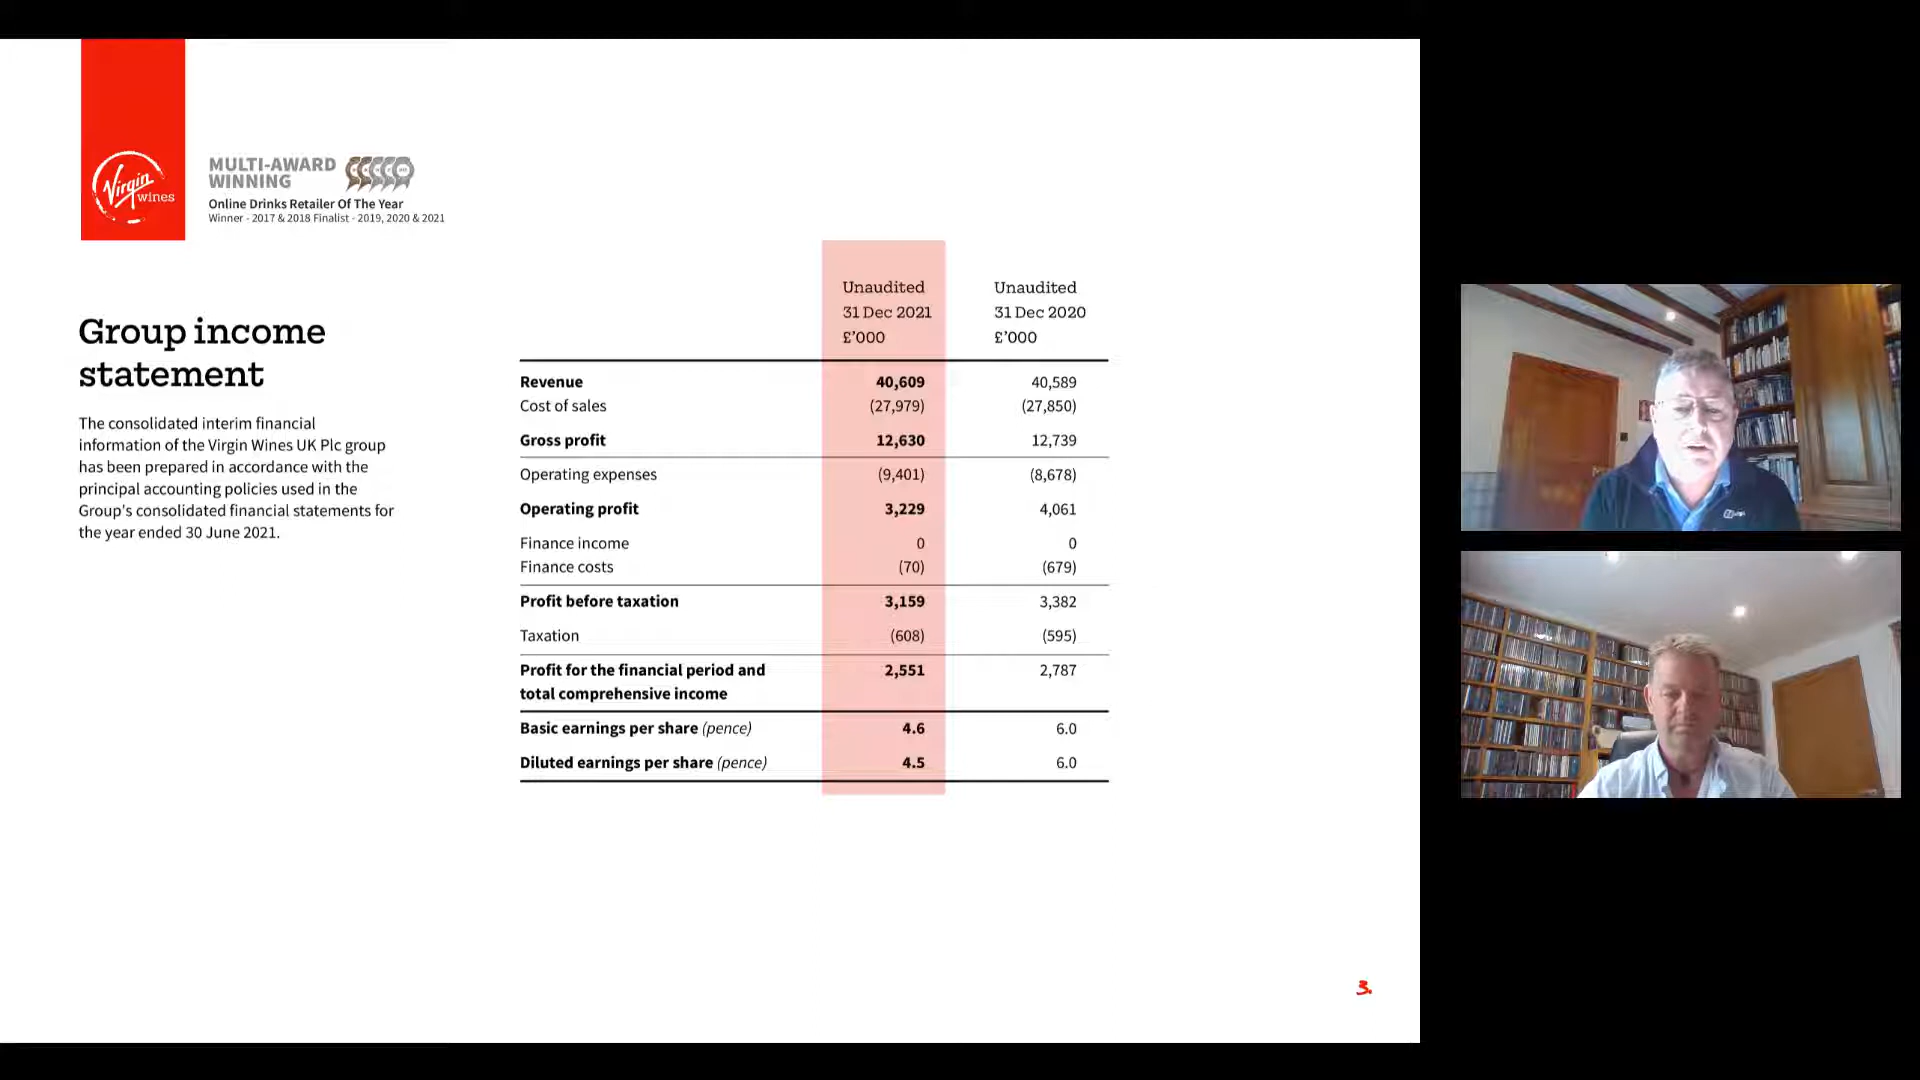 Virgin
wines
MULTI-AWARD
WINNING
Online Drinks Retailer Of The Year
Winner - 2017 & 2018 Finalist - 2019, 2020 & 2021
Group income
statement
The consolidated interim financial
information of the Virgin Wines UK Plc group
has been prepared in accordance with the
principal accounting policies used in the
Group's consolidated financial statements for
the year ended 30 June 2021.
Unaudited Unaudited
31 Dec 2021 31 Dec 2020
£'000 £'000
Revenue 40,609 40,589
Cost of sales (27,979) (27,850)
Gross profit 12,630 12,739
Operating expenses (9,401) (8,678)
Operating profit 3,229 4,061
Finance income 0 0
Finance costs (70) (679)
Profit before taxation 3,159 3,382
Taxation (608) (595)
Profit for the financial period and 2,551 2,787
total comprehensive income
Basic earnings per share (pence) 4.6 6.0
Diluted earnings per share (pence) 4.5 6.0
3.